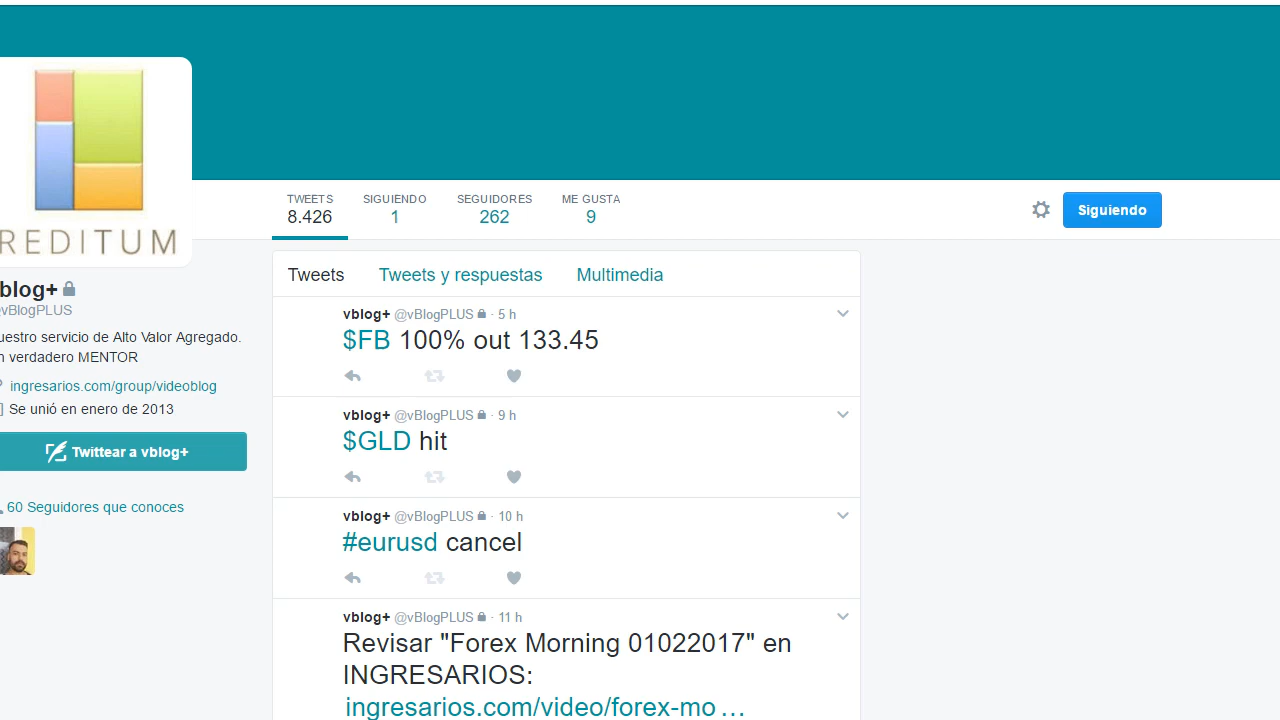 REDITUM
TWEETS
8.426
SIGUIENDO
1
SEGUIDORES
262
ME GUSTA
9
Siguiendo
blog+
vBlogPLUS
uestro servicio de Alto Valor Agregado.
n verdadero MENTOR
ingresarios.com/group/videoblog
Se unió en enero de 2013
Twittear a vblog+
60 Seguidores que conoces
Tweets
Tweets y respuestas
Multimedia
vblog+ @vBlogPLUS · 5 h
$FB 100% out 133.45
vblog+ @vBlogPLUS · 9 h
$GLD hit
vblog+ @vBlogPLUS · 10 h
#eurusd cancel
vblog+ @vBlogPLUS · 11 h
Revisar "Forex Morning 01022017" en
INGRESARIOS:
ingresarios.com/video/forex-mo…